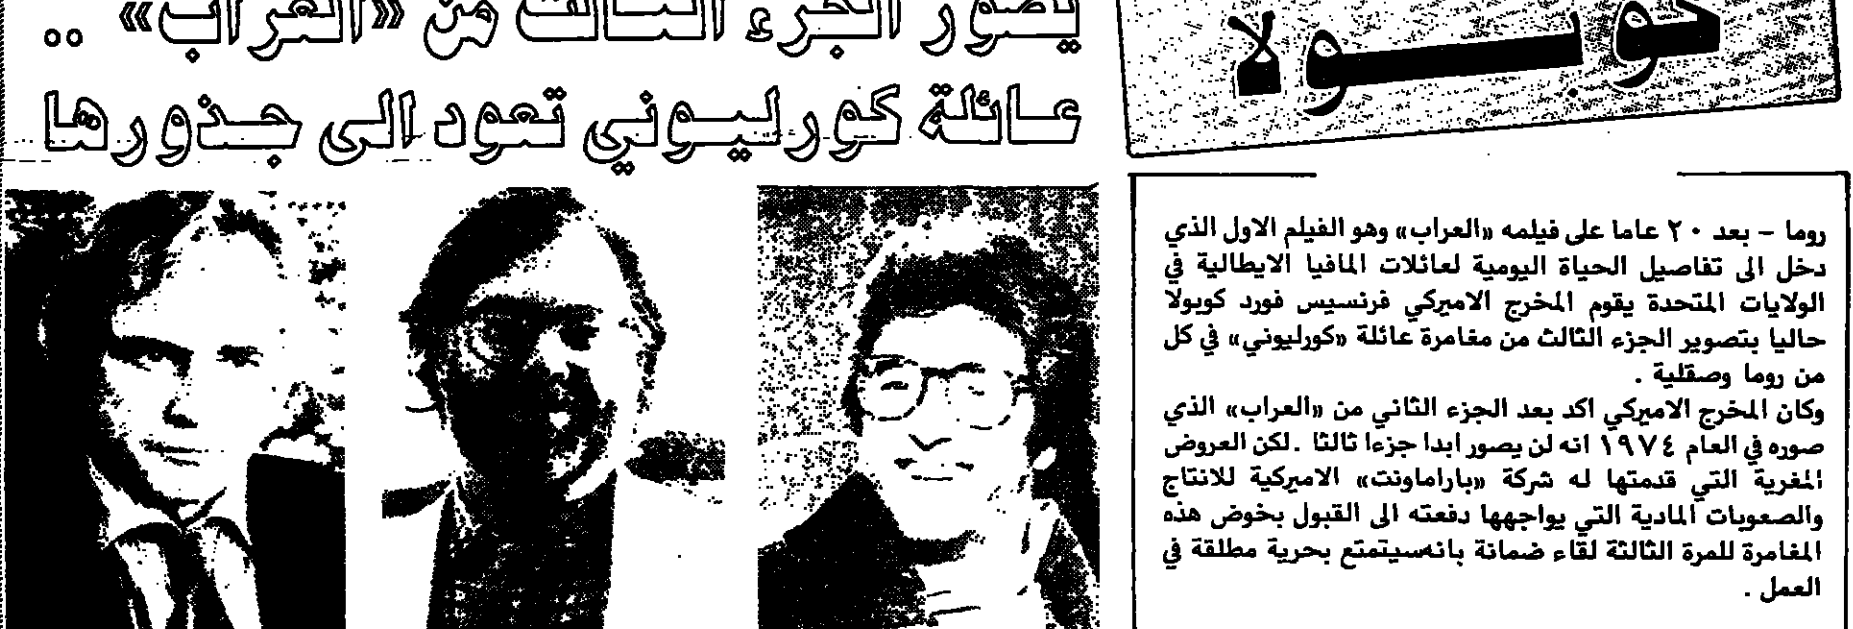 كوبولا
يصور الجزء الثالث من «العراب» ..
عائلة كورليوني تعود الى جذورها
روما – بعد ٢٠ عاما على فيلمه «العراب» وهو الفيلم الاول الذي
دخل الى تفاصيل الحياة اليومية لعائلات المافيا الايطالية في
الولايات المتحدة يقوم المخرج الاميركي فرنسيس فورد كوبولا
حاليا بتصوير الجزء الثالث من مغامرة عائلة «كورليوني» في كل
من روما وصقلية .
وكان المخرج الاميركي اكد بعد الجزء الثاني من «العراب» الذي
صوره في العام ١٩٧٤ انه لن يصور ابدا جزءا ثالثا . لكن العروض
المغرية التي قدمتها له شركة «باراماونت» الاميركية للانتاج
والصعوبات المادية التي يواجهها دفعته الى القبول بخوض هذه
المغامرة للمرة الثالثة لقاء ضمانة بانه‌سيتمتع بحرية مطلقة في
العمل .